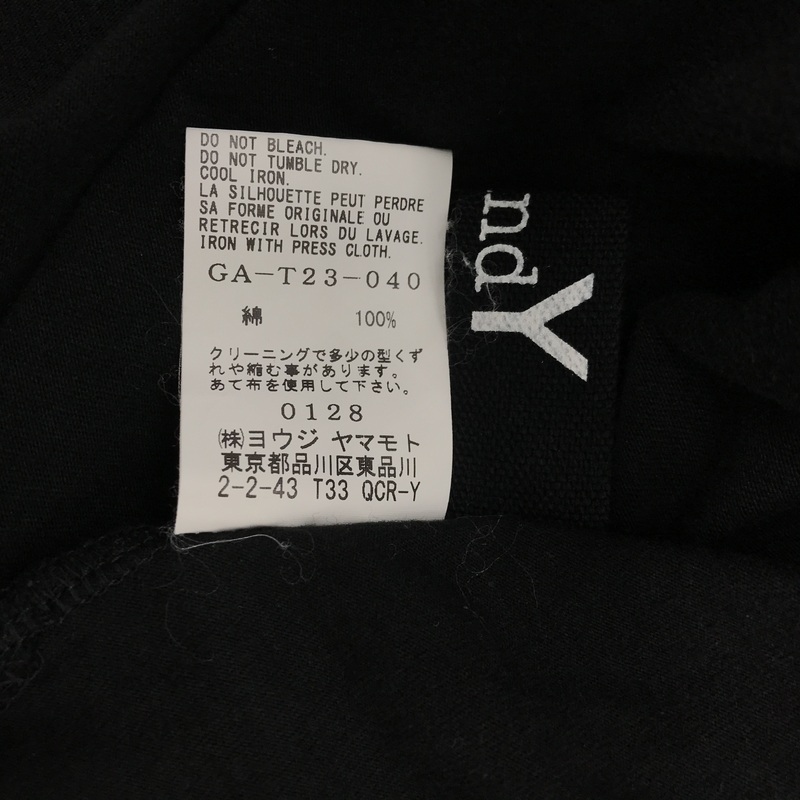 DO NOT BLEACH.
DO NOT TUMBLE DRY.
COOL IRON.
LA SILHOUETTE PEUT PERDRE
SA FORME ORIGINALE OU
RETRECIR LORS DU LAVAGE.
IRON WITH PRESS CLOTH.
GA-T23-040
綿 100%
クリーニングで多少の型くず
れや縮む事があります。
あて布を使用して下さい。
0128
㈱ヨウジ ヤマモト
東京都品川区東品川
2-2-43 T33 QCR-Y
nd
Y